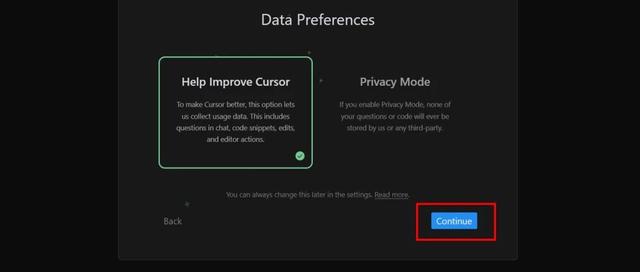 Data Preferences
Help Improve Cursor
To make Cursor better, this option lets
us collect usage data. This includes
questions in chat, code snippets, edits,
and editor actions.
Privacy Mode
If you enable Privacy Mode, none of
your questions or code will ever be
stored by us or any third-party.
You can always change this later in the settings. Read more.
Back
Continue